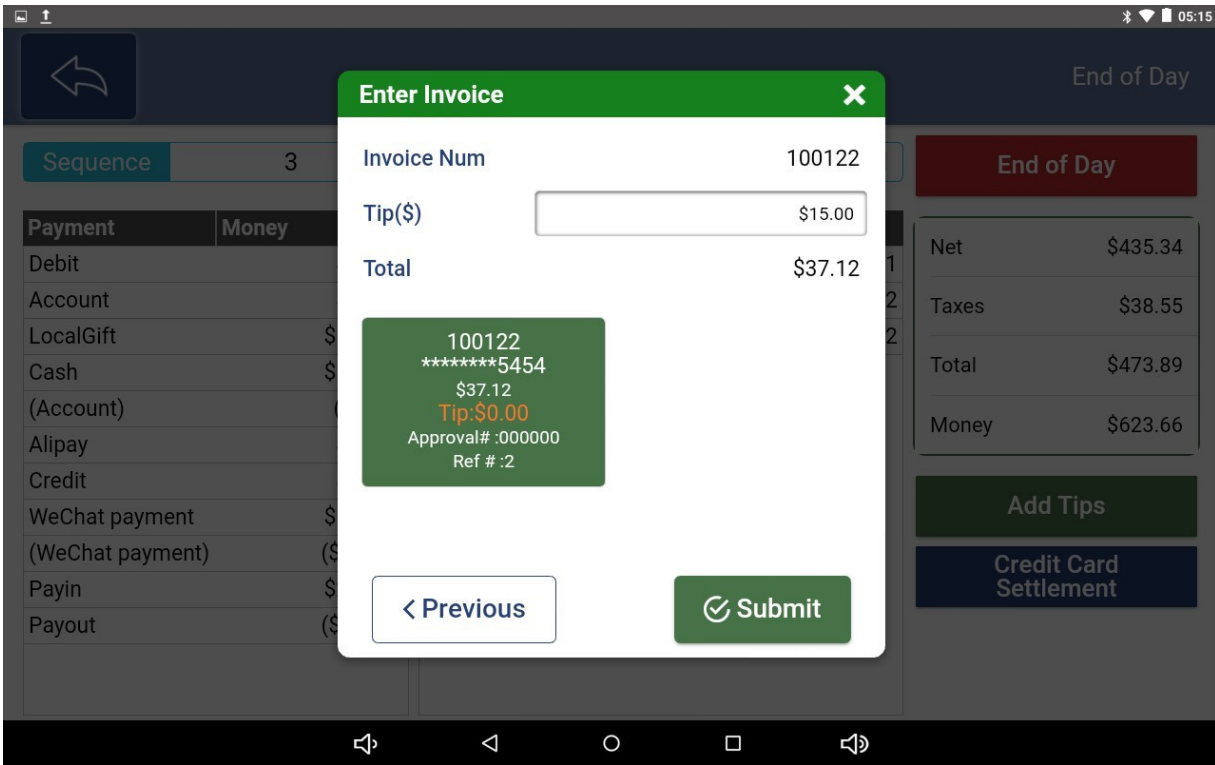 05:15
End of Day
Enter Invoice
Sequence 3
Invoice Num 100122
Tip($) $15.00
Total $37.12
100122
********5454
$37.12
Tip:$0.00
Approval# :000000
Ref # :2
Previous
Submit
Payment Money
Debit
Account
LocalGift $
Cash $
(Account) (
Alipay
Credit
WeChat payment $
(WeChat payment) ($
Payin $
Payout ($
1
2
2
End of Day
Net $435.34
Taxes $38.55
Total $473.89
Money $623.66
Add Tips
Credit Card
Settlement